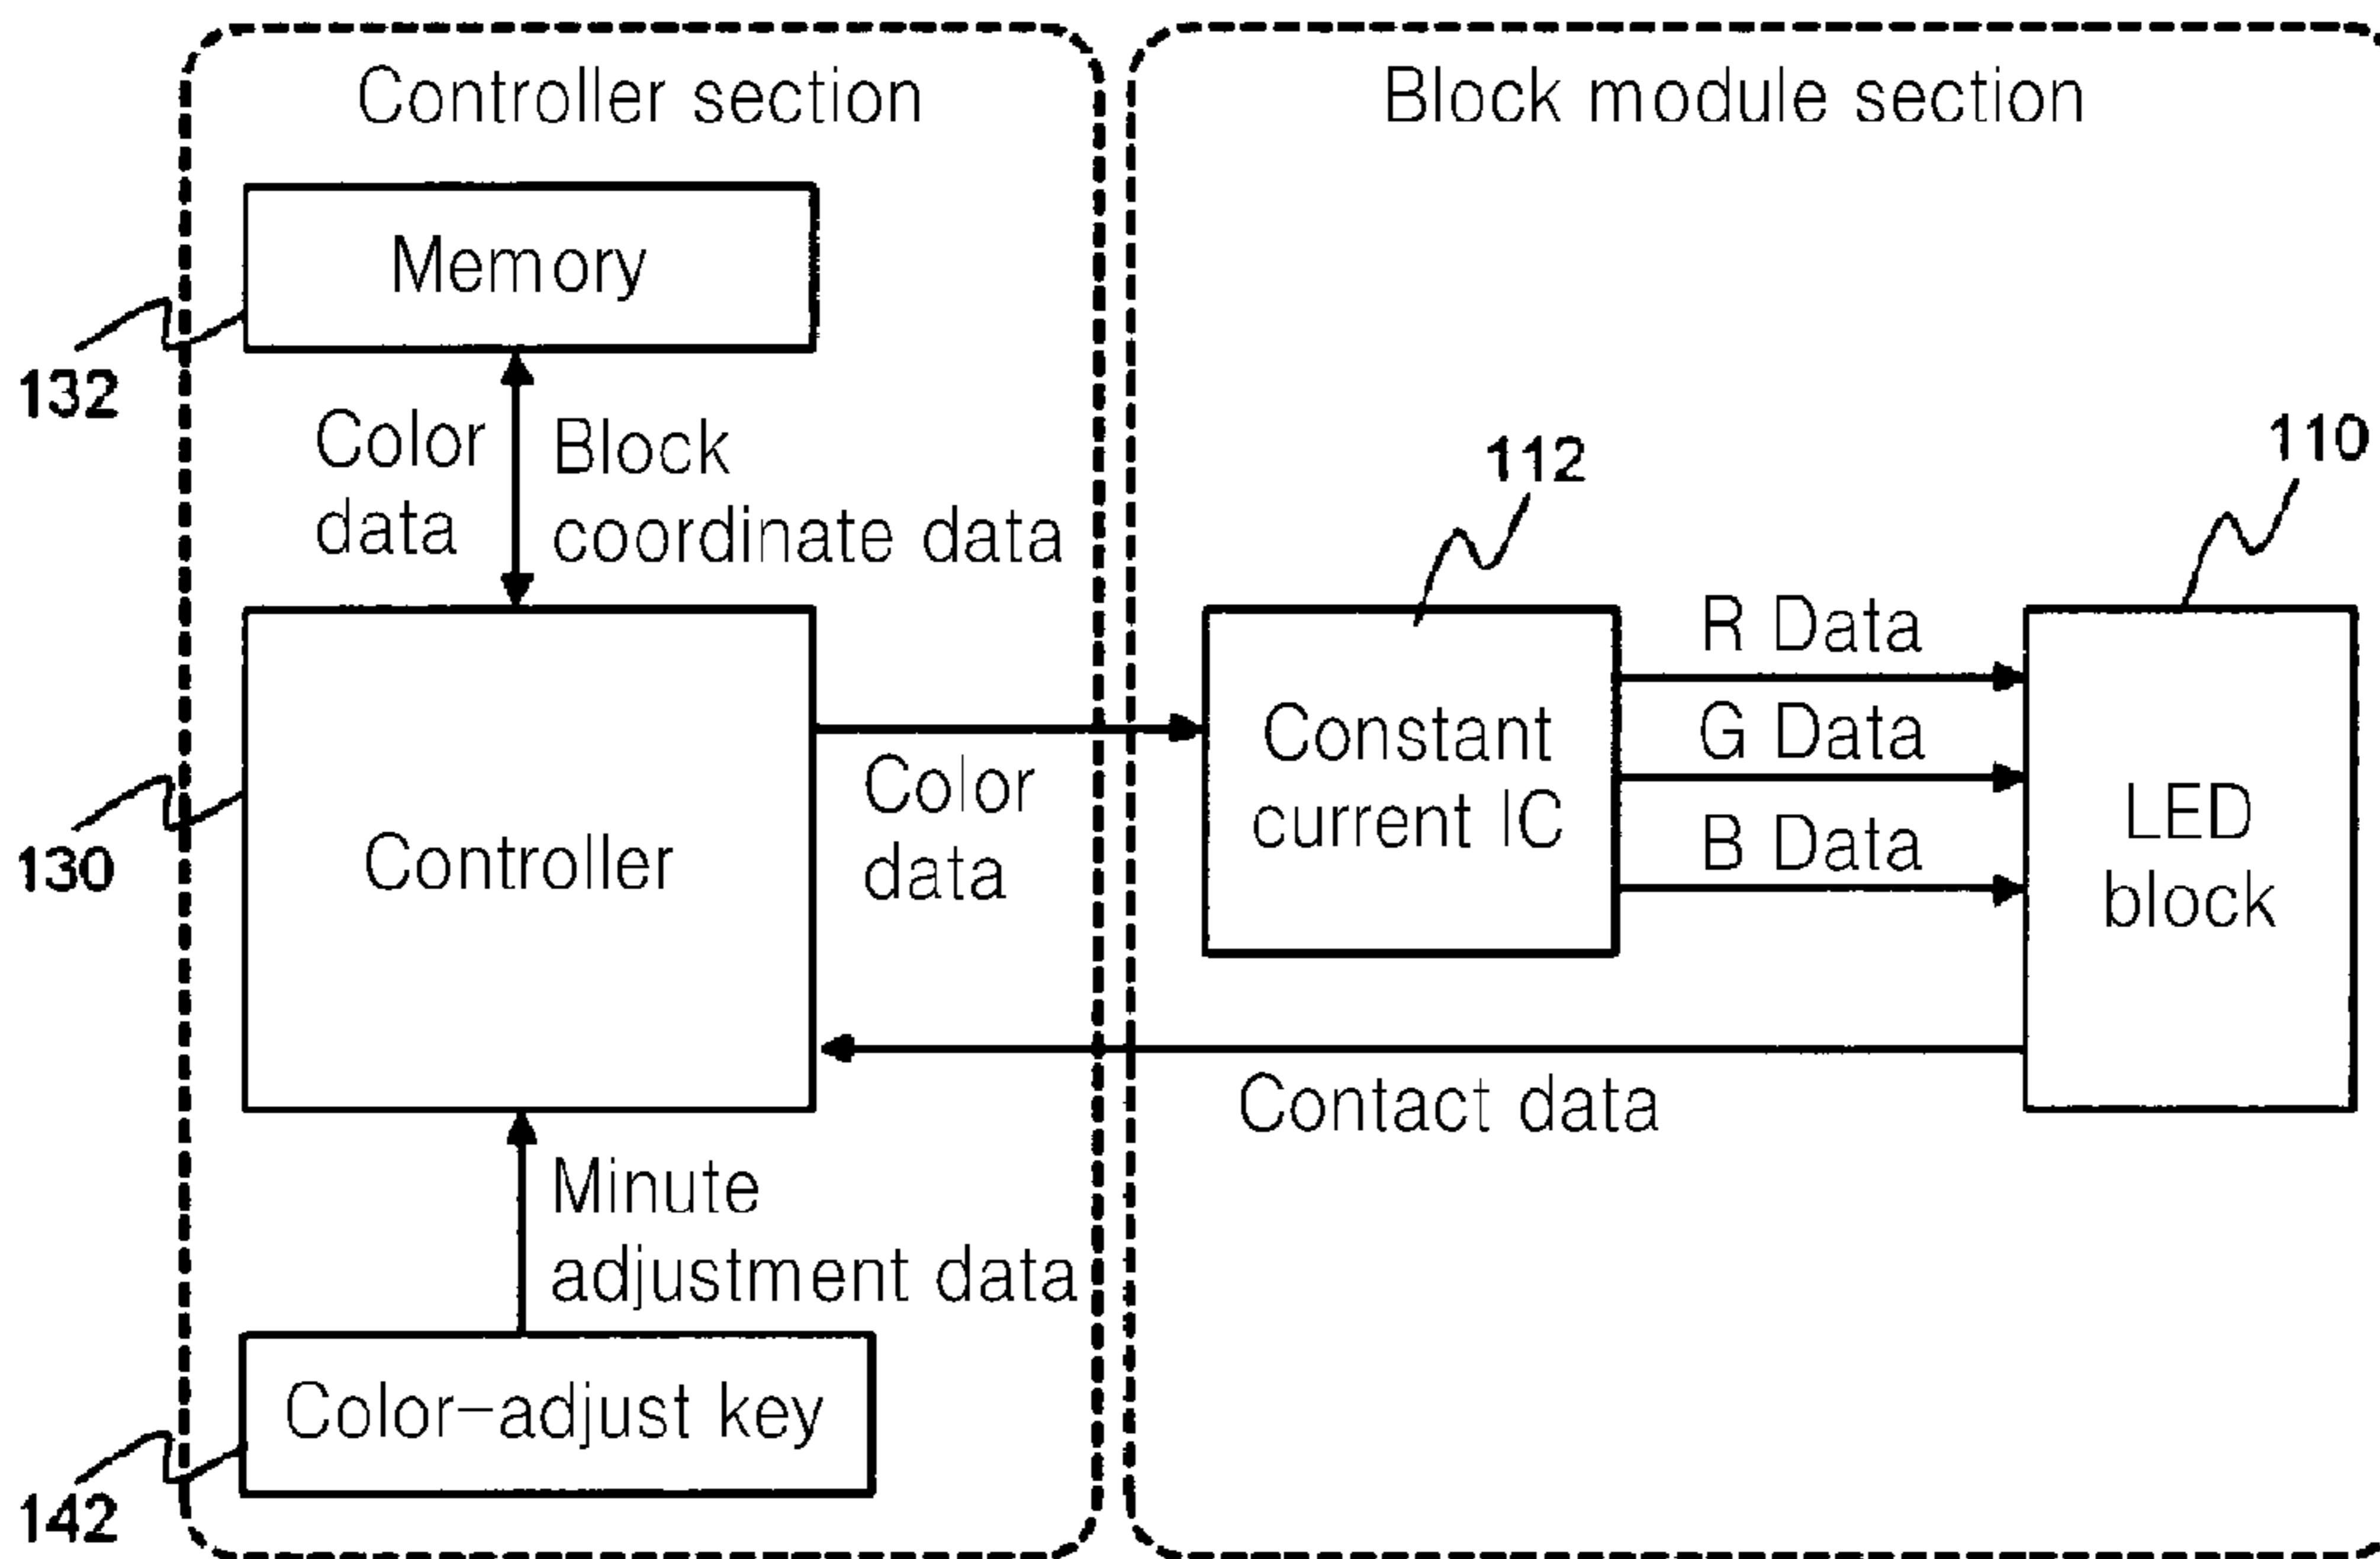 Controller section
Memory
132
Color
data
Block
coordinate data
Controller
130
Color
data
Minute
adjustment data
Color-adjust key
142
Block module section
112
110
Constant
current IC
R Data
G Data
B Data
LED
block
Contact data